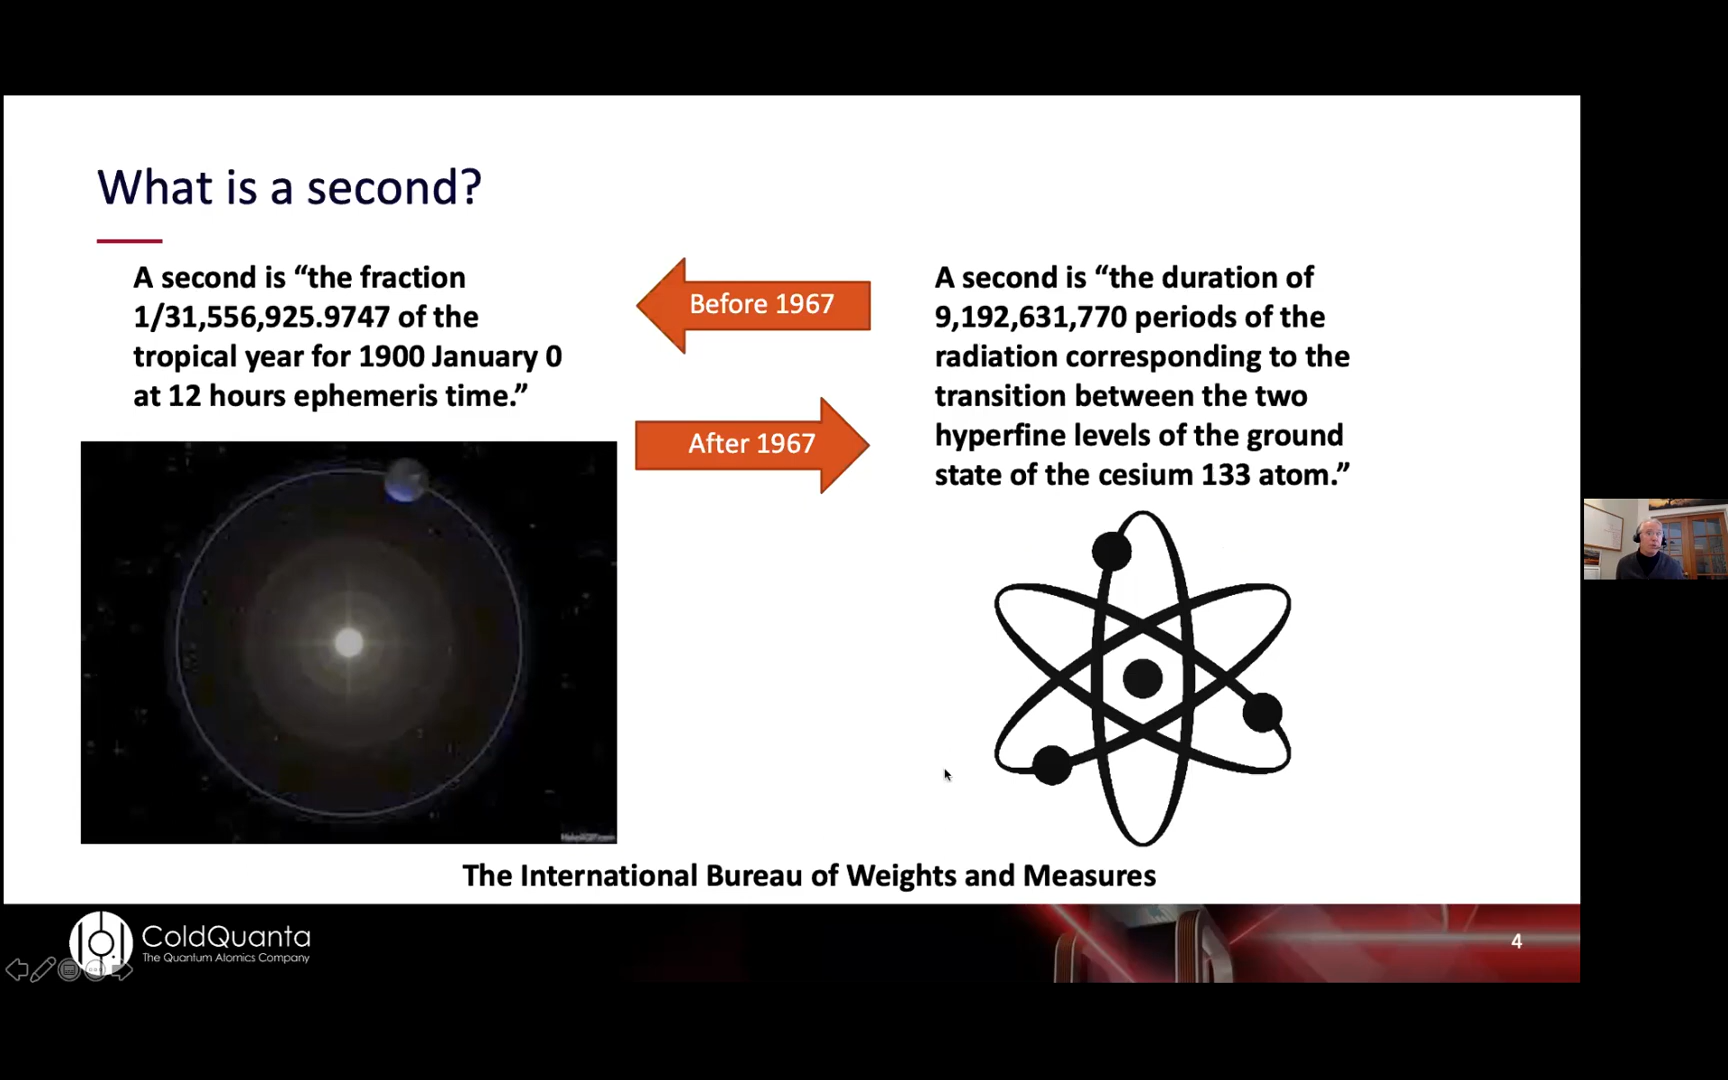 What is a second?
A second is “the fraction
1/31,556,925.9747 of the
tropical year for 1900 January 0
at 12 hours ephemeris time.”
Before 1967
After 1967
A second is “the duration of
9,192,631,770 periods of the
radiation corresponding to the
transition between the two
hyperfine levels of the ground
state of the cesium 133 atom.”
The International Bureau of Weights and Measures
ColdQuanta
The Quantum Atomics Company
4